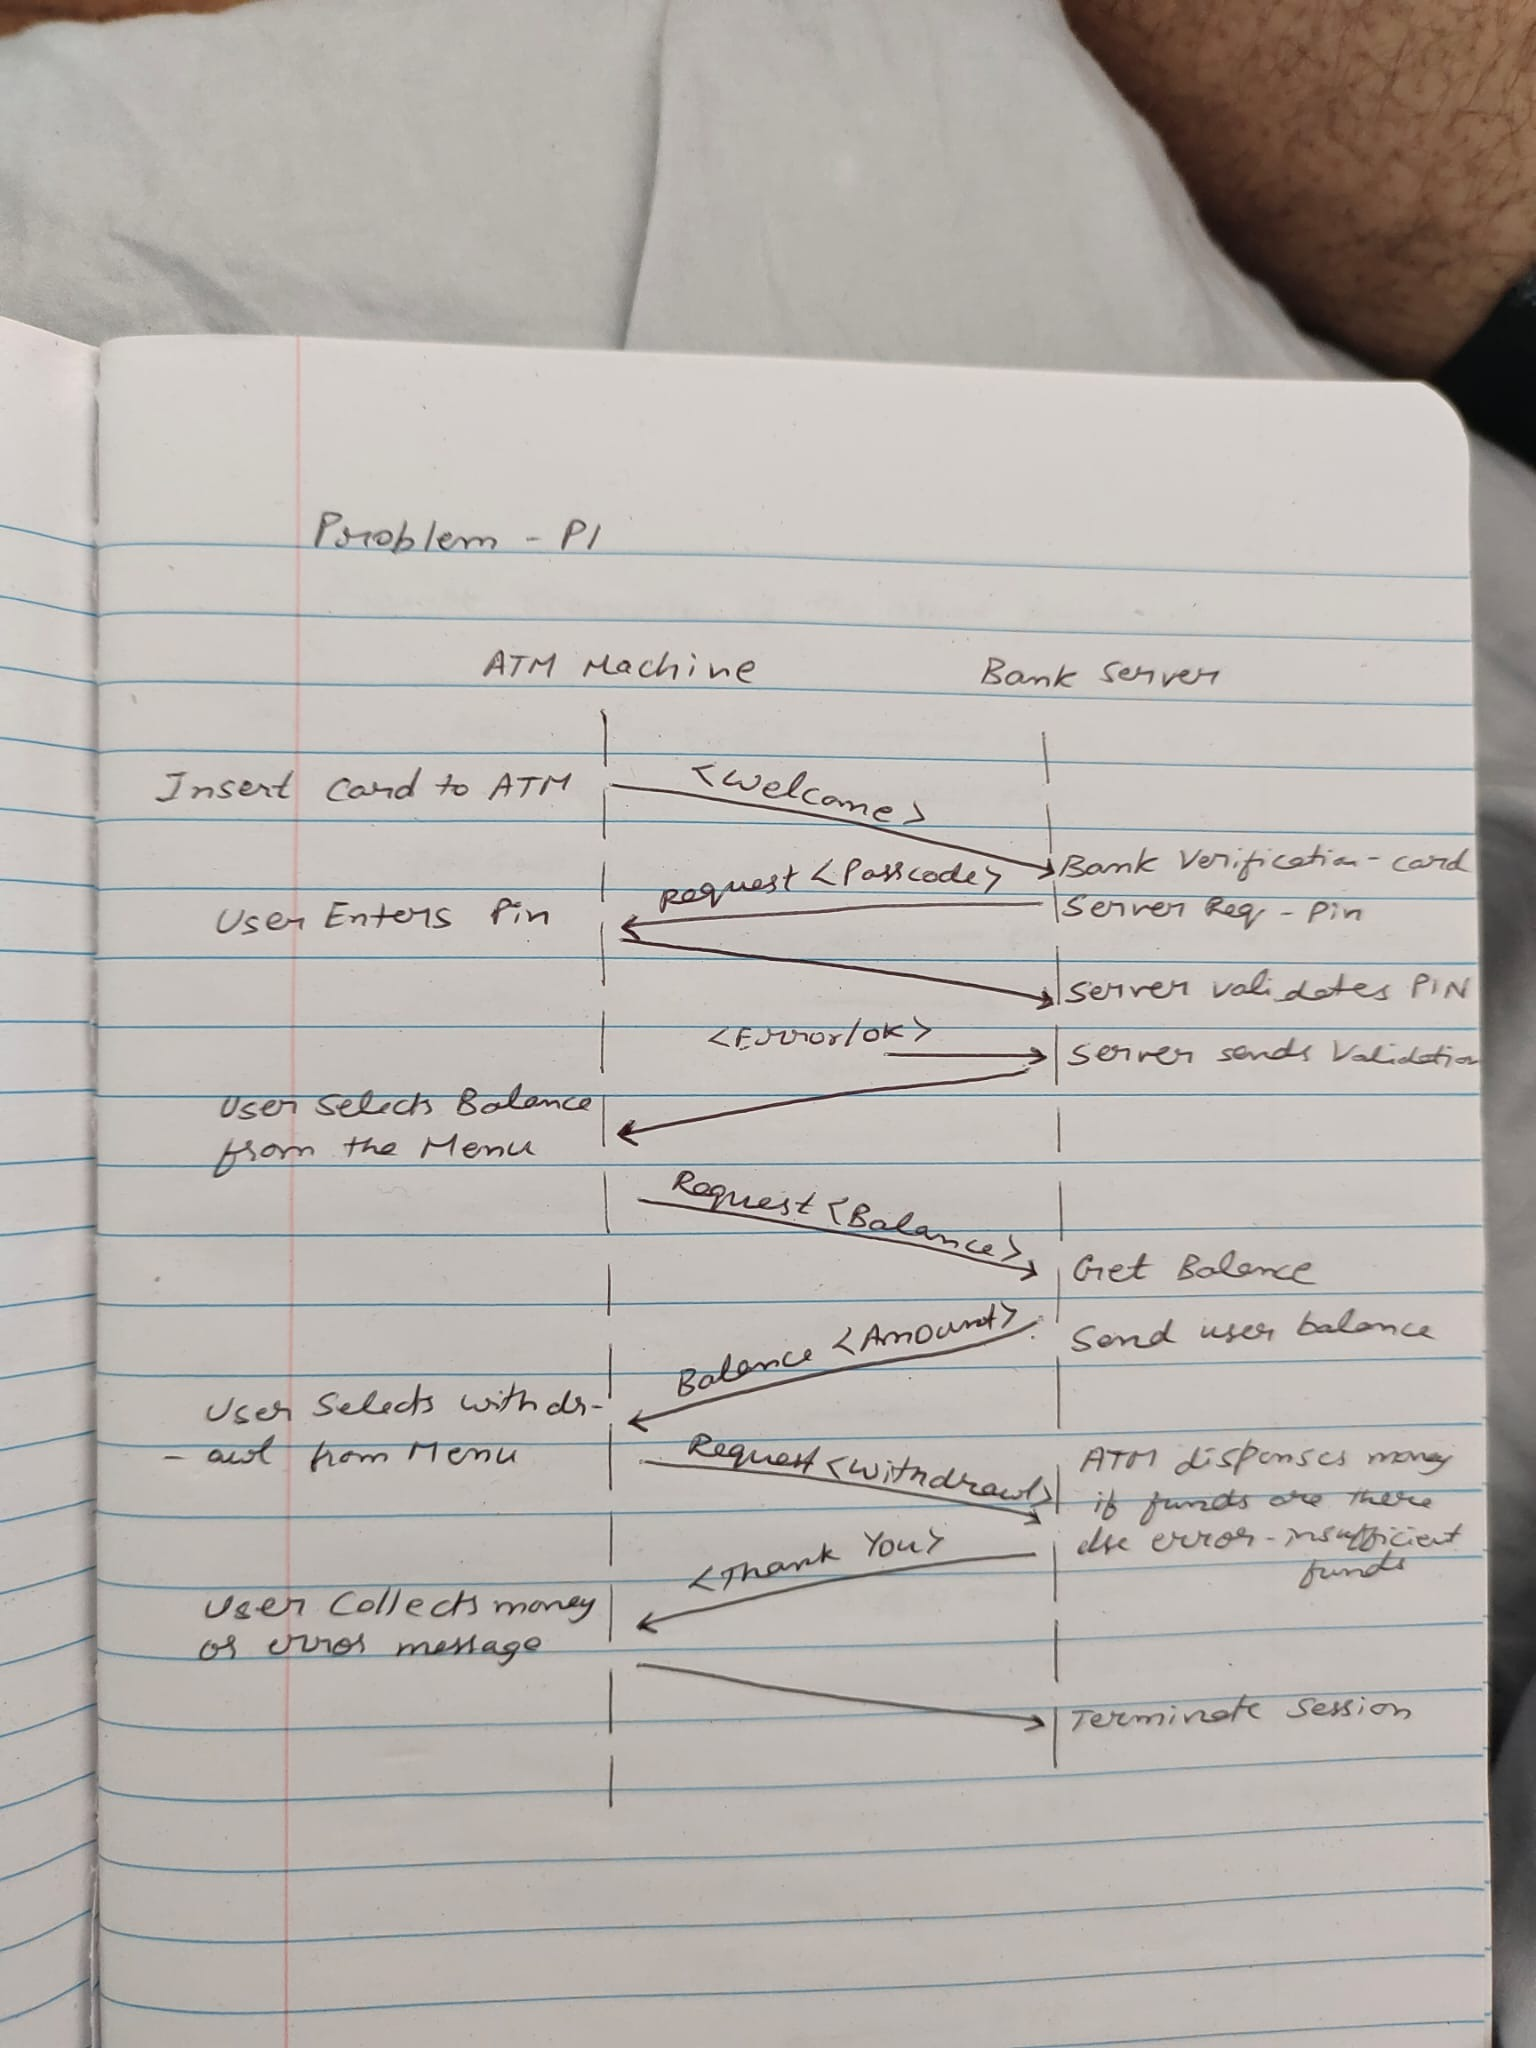 Problem - P1
ATM Machine Bank Server
Insert Card to ATM <Welcome>
Bank Verification - card
Request <Passcode>
User Enters Pin Server Req - Pin
Server validates PIN
<Error/ok>
Server sends Validation
User Selects Balance
from the Menu
Request <Balance>
Get Balance
Balance <Amount> Send user balance
User Selects withdr-
- awl from Menu
Request <withdrawl>
ATM dispenses money
if funds are there
else error - insufficient
funds
<Thank You>
User Collects money
or error message
Terminate Session